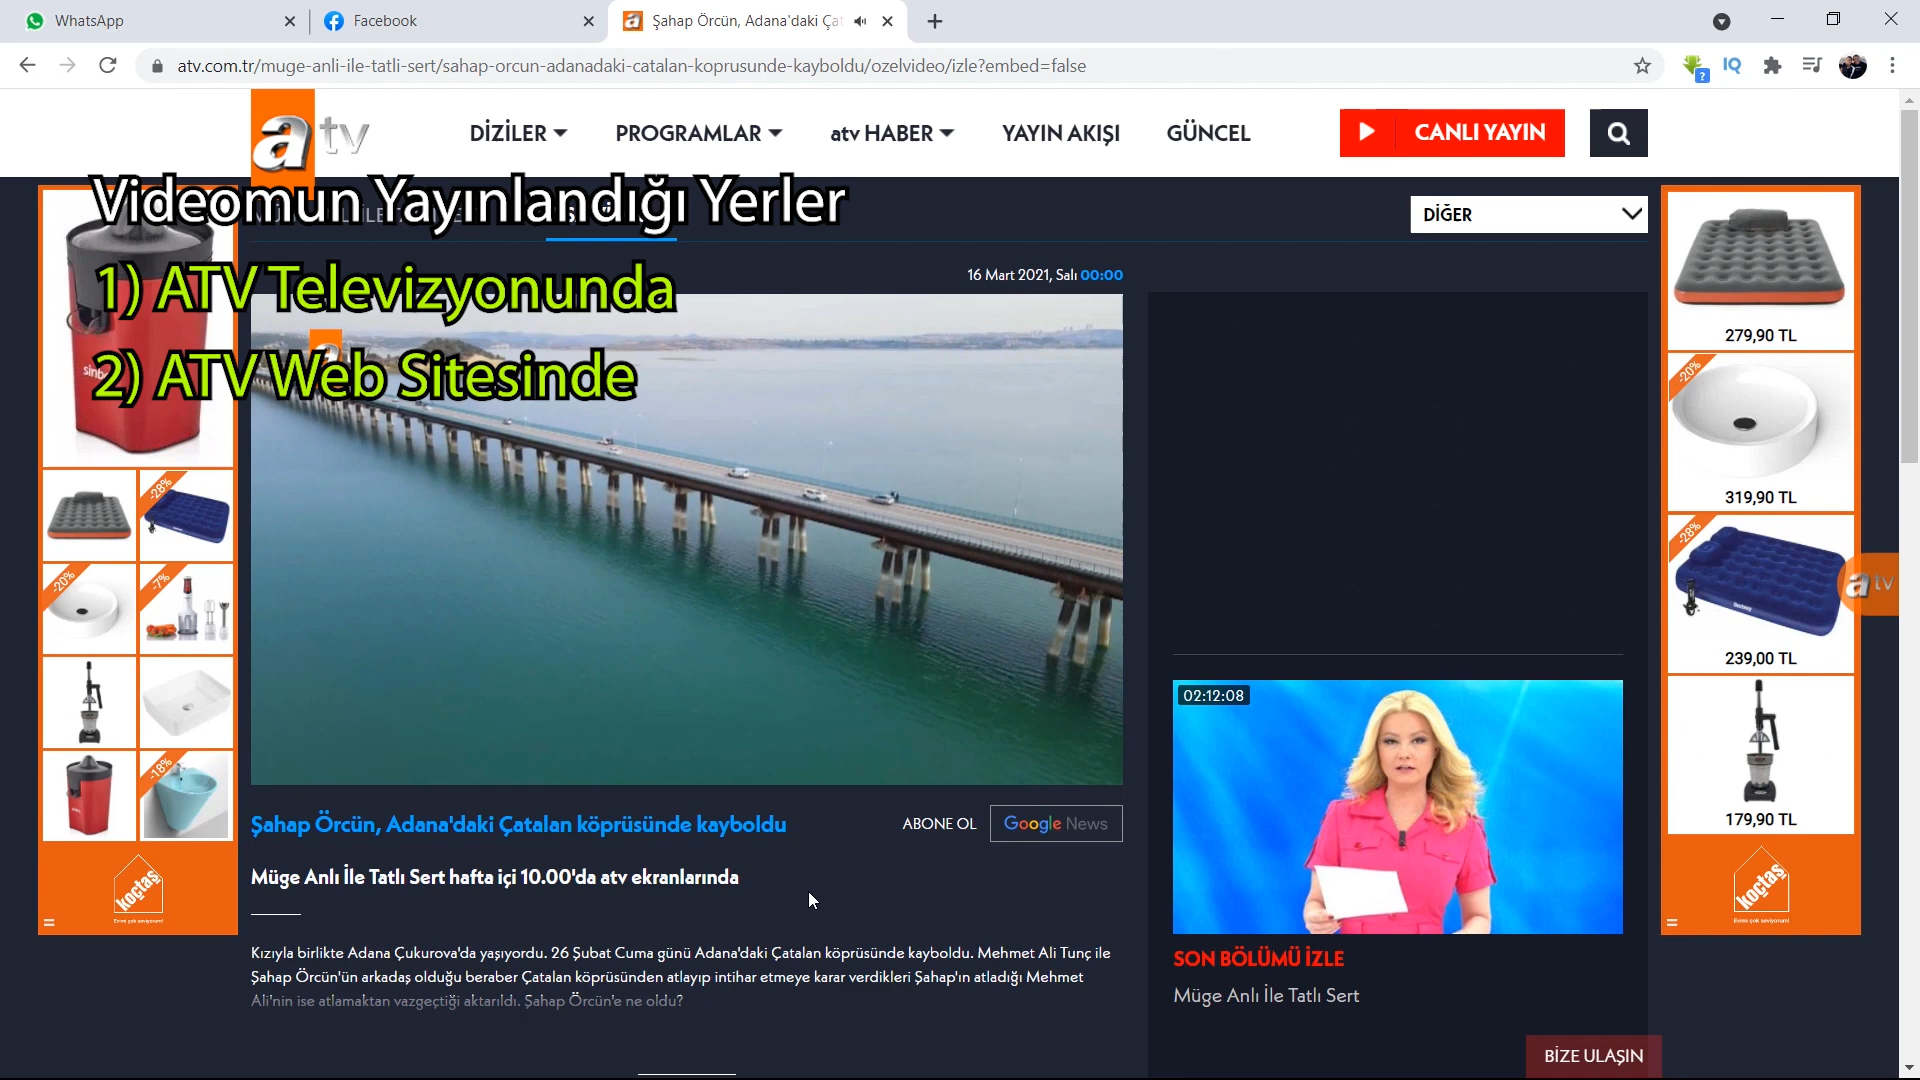 WhatsApp
Facebook
Şahap Örcün, Adana'daki Çat
atv.com.tr/muge-anli-ile-tatli-sert/sahap-orcun-adanadaki-catalan-koprusunde-kayboldu/ozelvideo/izle?embed=false
IQ
atv
DİZİLER
PROGRAMLAR
atv HABER
YAYIN AKIŞI
GÜNCEL
CANLI YAYIN
Videomun Yayınlandığı Yerler
DİĞER
1) ATV Televizyonunda
16 Mart 2021, Salı 00:00
2) ATV Web Sitesinde
279,90 TL
-20%
319,90 TL
-28%
239,00 TL
179,90 TL
-28%
-20%
-7%
-18%
atv
02:12:08
Şahap Örcün, Adana'daki Çatalan köprüsünde kayboldu
ABONE OL
Google News
Müge Anlı İle Tatlı Sert hafta içi 10.00'da atv ekranlarında
koçtaş
Evimi çok seviyorum!
koçtaş
Evimi çok seviyorum!
Kızıyla birlikte Adana Çukurova'da yaşıyordu. 26 Şubat Cuma günü Adana'daki Çatalan köprüsünde kayboldu. Mehmet Ali Tunç ile
Şahap Örcün'ün arkadaş olduğu beraber Çatalan köprüsünden atlayıp intihar etmeye karar verdikleri Şahap'ın atladığı Mehmet
Ali'nin ise atlamaktan vazgeçtiği aktarıldı. Şahap Örcün'e ne oldu?
SON BÖLÜMÜ İZLE
Müge Anlı İle Tatlı Sert
BİZE ULAŞIN